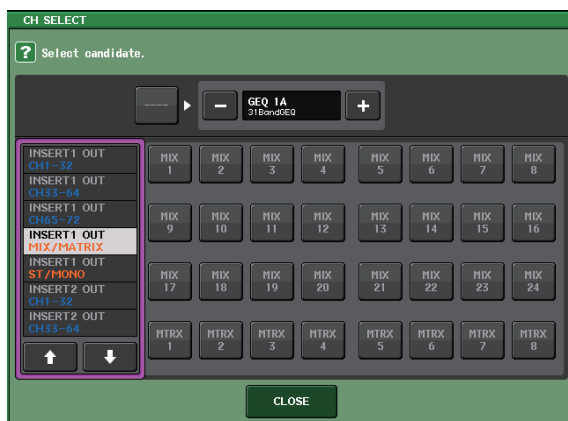 CH SELECT
? Select candidate.
----
− GEQ 1A +
31BandGEQ
INSERT1 OUT
CH1-32
INSERT1 OUT
CH33-64
INSERT1 OUT
CH65-72
INSERT1 OUT
MIX/MATRIX
INSERT1 OUT
ST/MONO
INSERT2 OUT
CH1-32
INSERT2 OUT
CH33-64
MIX 1 MIX 2 MIX 3 MIX 4 MIX 5 MIX 6 MIX 7 MIX 8
MIX 9 MIX 10 MIX 11 MIX 12 MIX 13 MIX 14 MIX 15 MIX 16
MIX 17 MIX 18 MIX 19 MIX 20 MIX 21 MIX 22 MIX 23 MIX 24
MTRX 1 MTRX 2 MTRX 3 MTRX 4 MTRX 5 MTRX 6 MTRX 7 MTRX 8
CLOSE